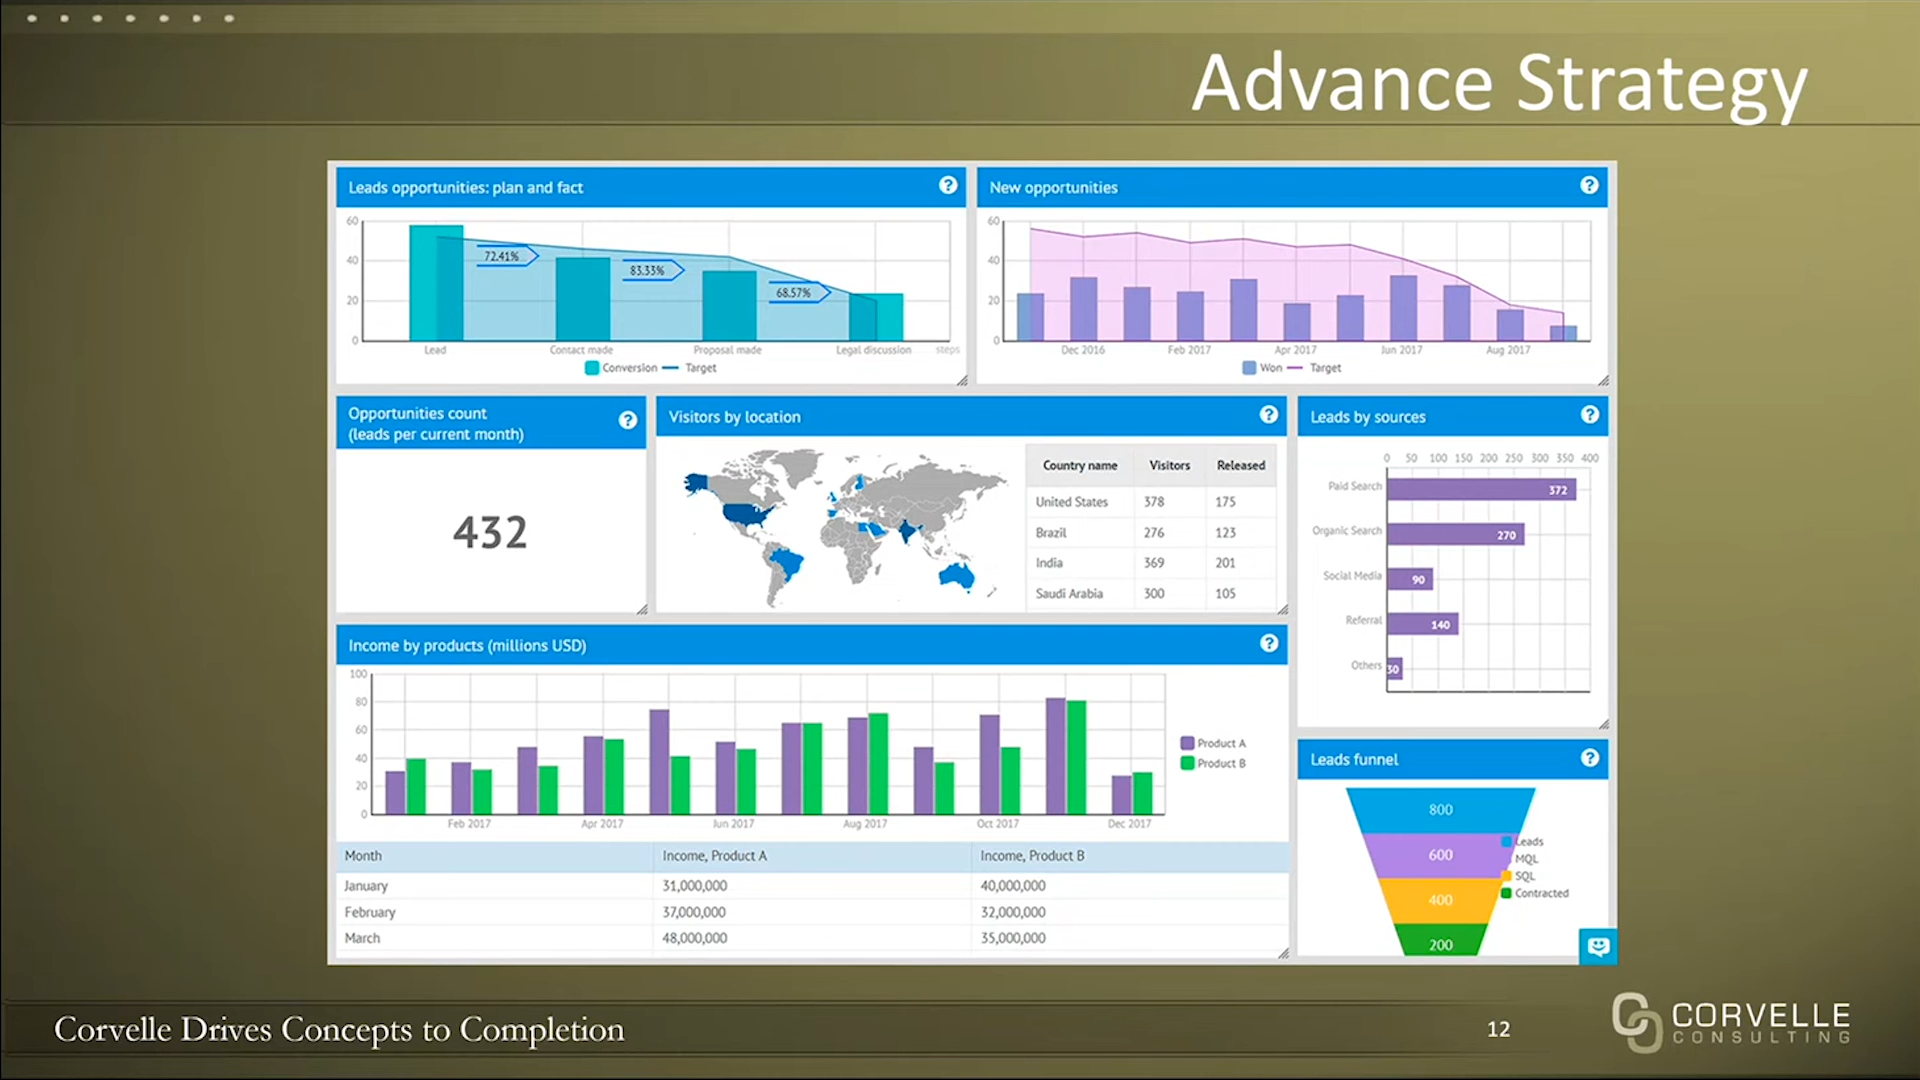 Advance Strategy
Leads opportunities: plan and fact
?
60
40
20
0
72.41%
83.33%
68.57%
Lead
Contact made
Proposal made
Legal discussion
steps
Conversion
Target
New opportunities
?
60
40
20
0
Dec 2016
Feb 2017
Apr 2017
Jun 2017
Aug 2017
Won
Target
Opportunities count
(leads per current month)
?
432
Visitors by location
?
Country name Visitors Released
United States 378 175
Brazil 276 123
India 369 201
Saudi Arabia 300 105
Leads by sources
?
0 50 100 150 200 250 300 350 400
Paid Search 372
Organic Search 270
Social Media 90
Referral 140
Others 30
Income by products (millions USD)
?
100
80
60
40
20
0
Feb 2017
Apr 2017
Jun 2017
Aug 2017
Oct 2017
Dec 2017
Product A
Product B
Month Income, Product A Income, Product B
January 31,000,000 40,000,000
February 37,000,000 32,000,000
March 48,000,000 35,000,000
Leads funnel
?
800
600
400
200
Leads
MQL
SQL
Contracted
Corvelle Drives Concepts to Completion
12
CORVELLE
CONSULTING